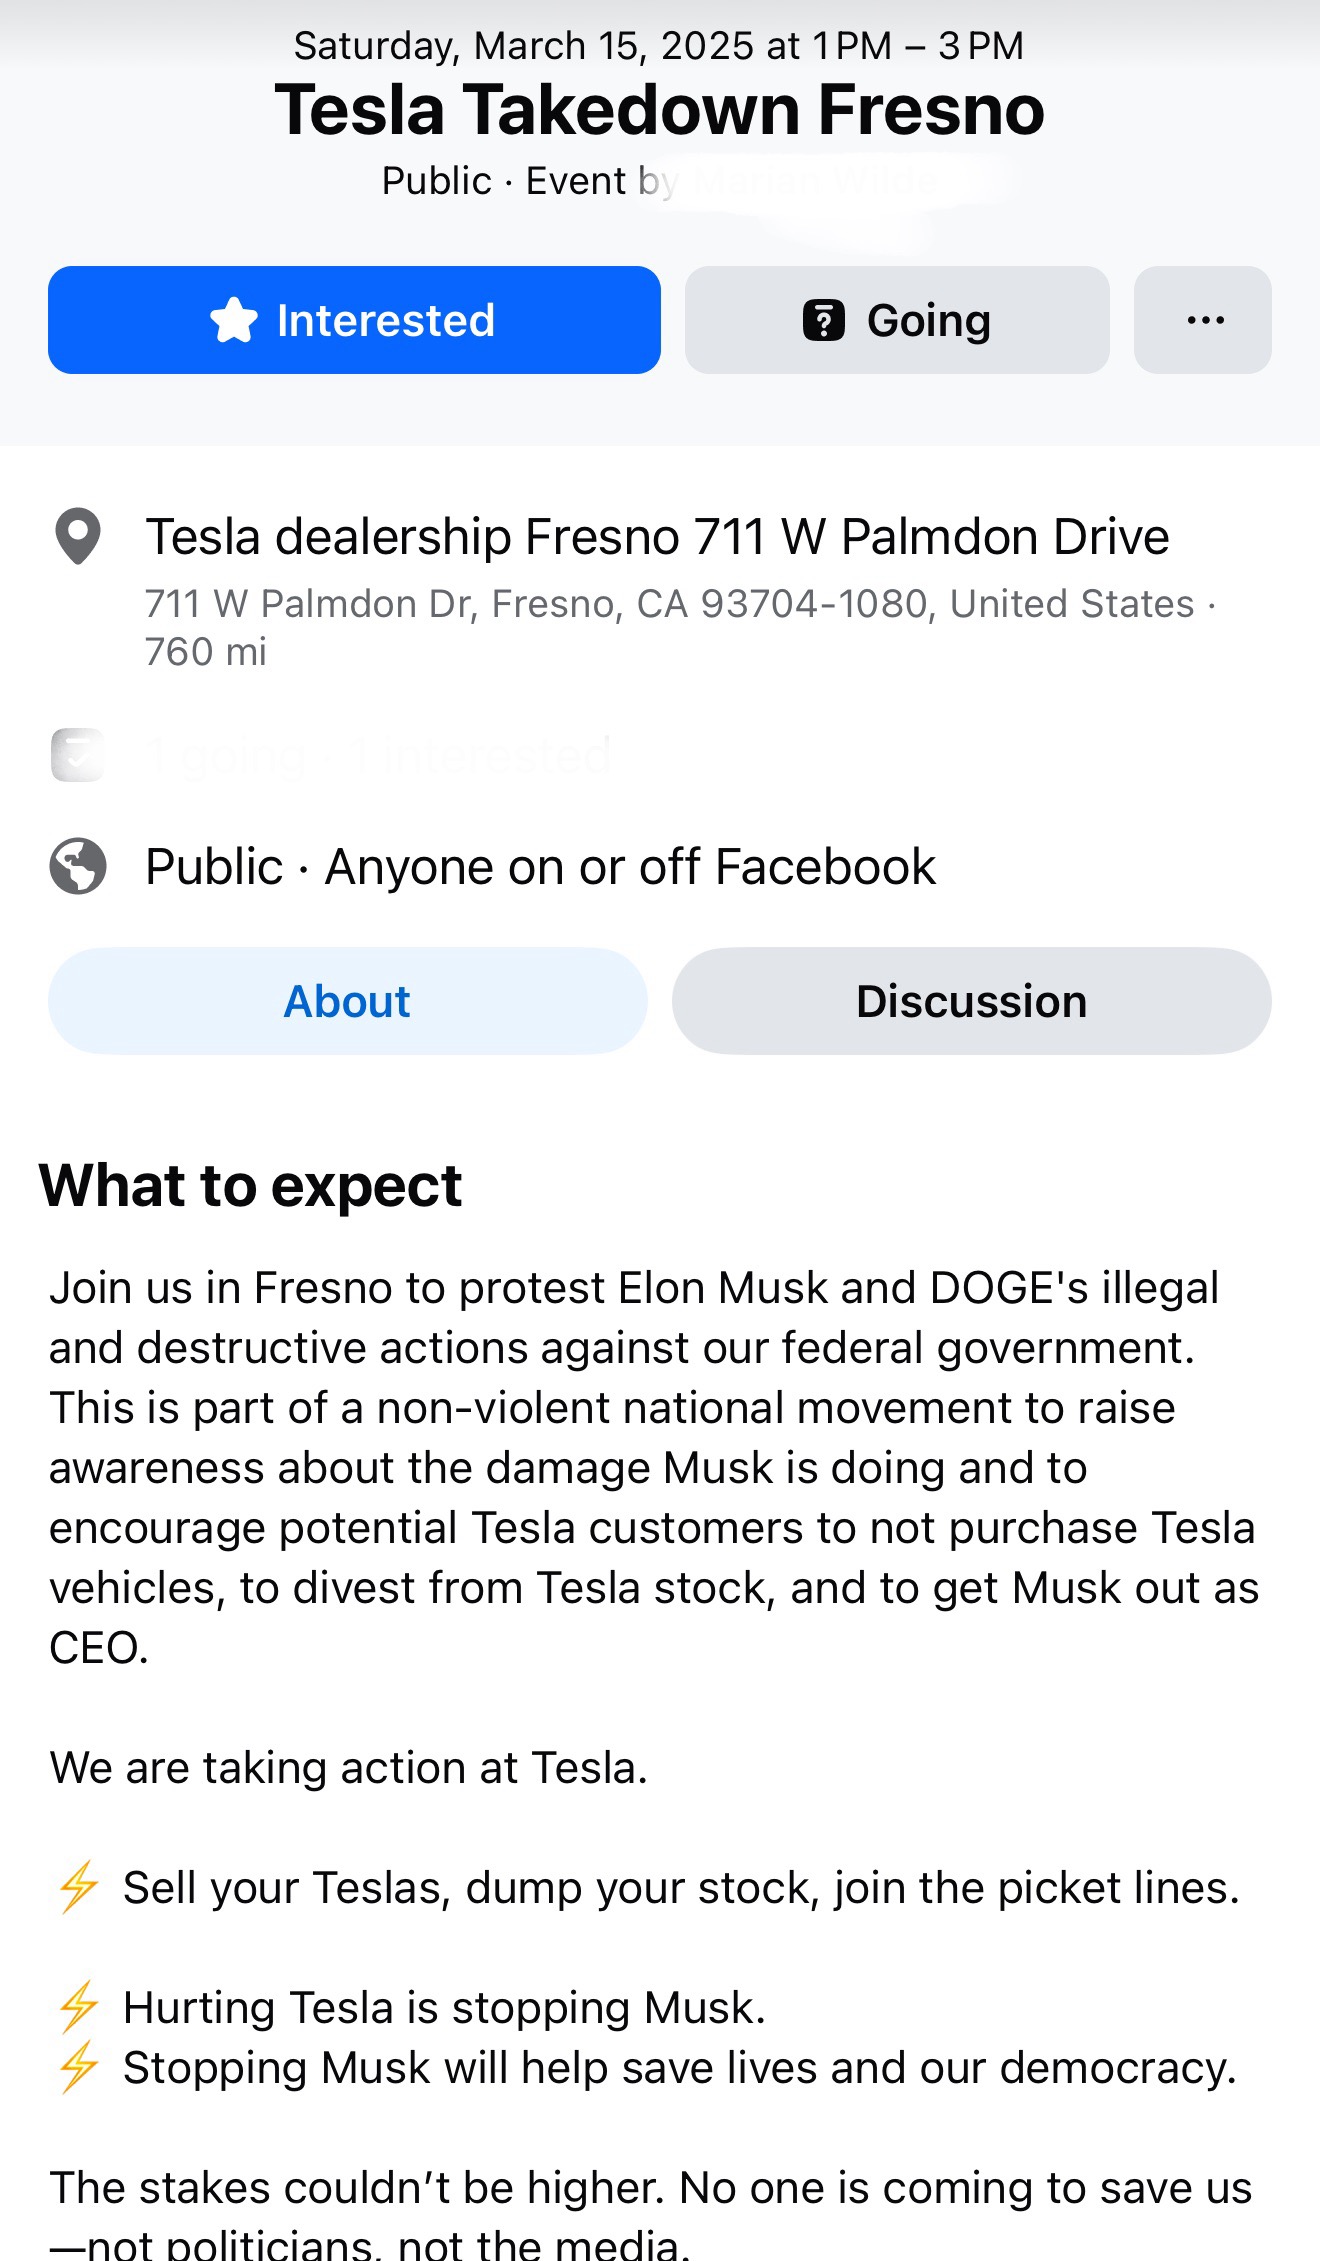 Saturday, March 15, 2025 at 1 PM – 3 PM
Tesla Takedown Fresno
Public · Event by
Interested
Going
Tesla dealership Fresno 711 W Palmdon Drive
711 W Palmdon Dr, Fresno, CA 93704-1080, United States ·
760 mi
1 going · 1 interested
Public · Anyone on or off Facebook
About
Discussion
What to expect
Join us in Fresno to protest Elon Musk and DOGE's illegal
and destructive actions against our federal government.
This is part of a non-violent national movement to raise
awareness about the damage Musk is doing and to
encourage potential Tesla customers to not purchase Tesla
vehicles, to divest from Tesla stock, and to get Musk out as
CEO.
We are taking action at Tesla.
⚡ Sell your Teslas, dump your stock, join the picket lines.
⚡ Hurting Tesla is stopping Musk.
⚡ Stopping Musk will help save lives and our democracy.
The stakes couldn’t be higher. No one is coming to save us
—not politicians, not the media.